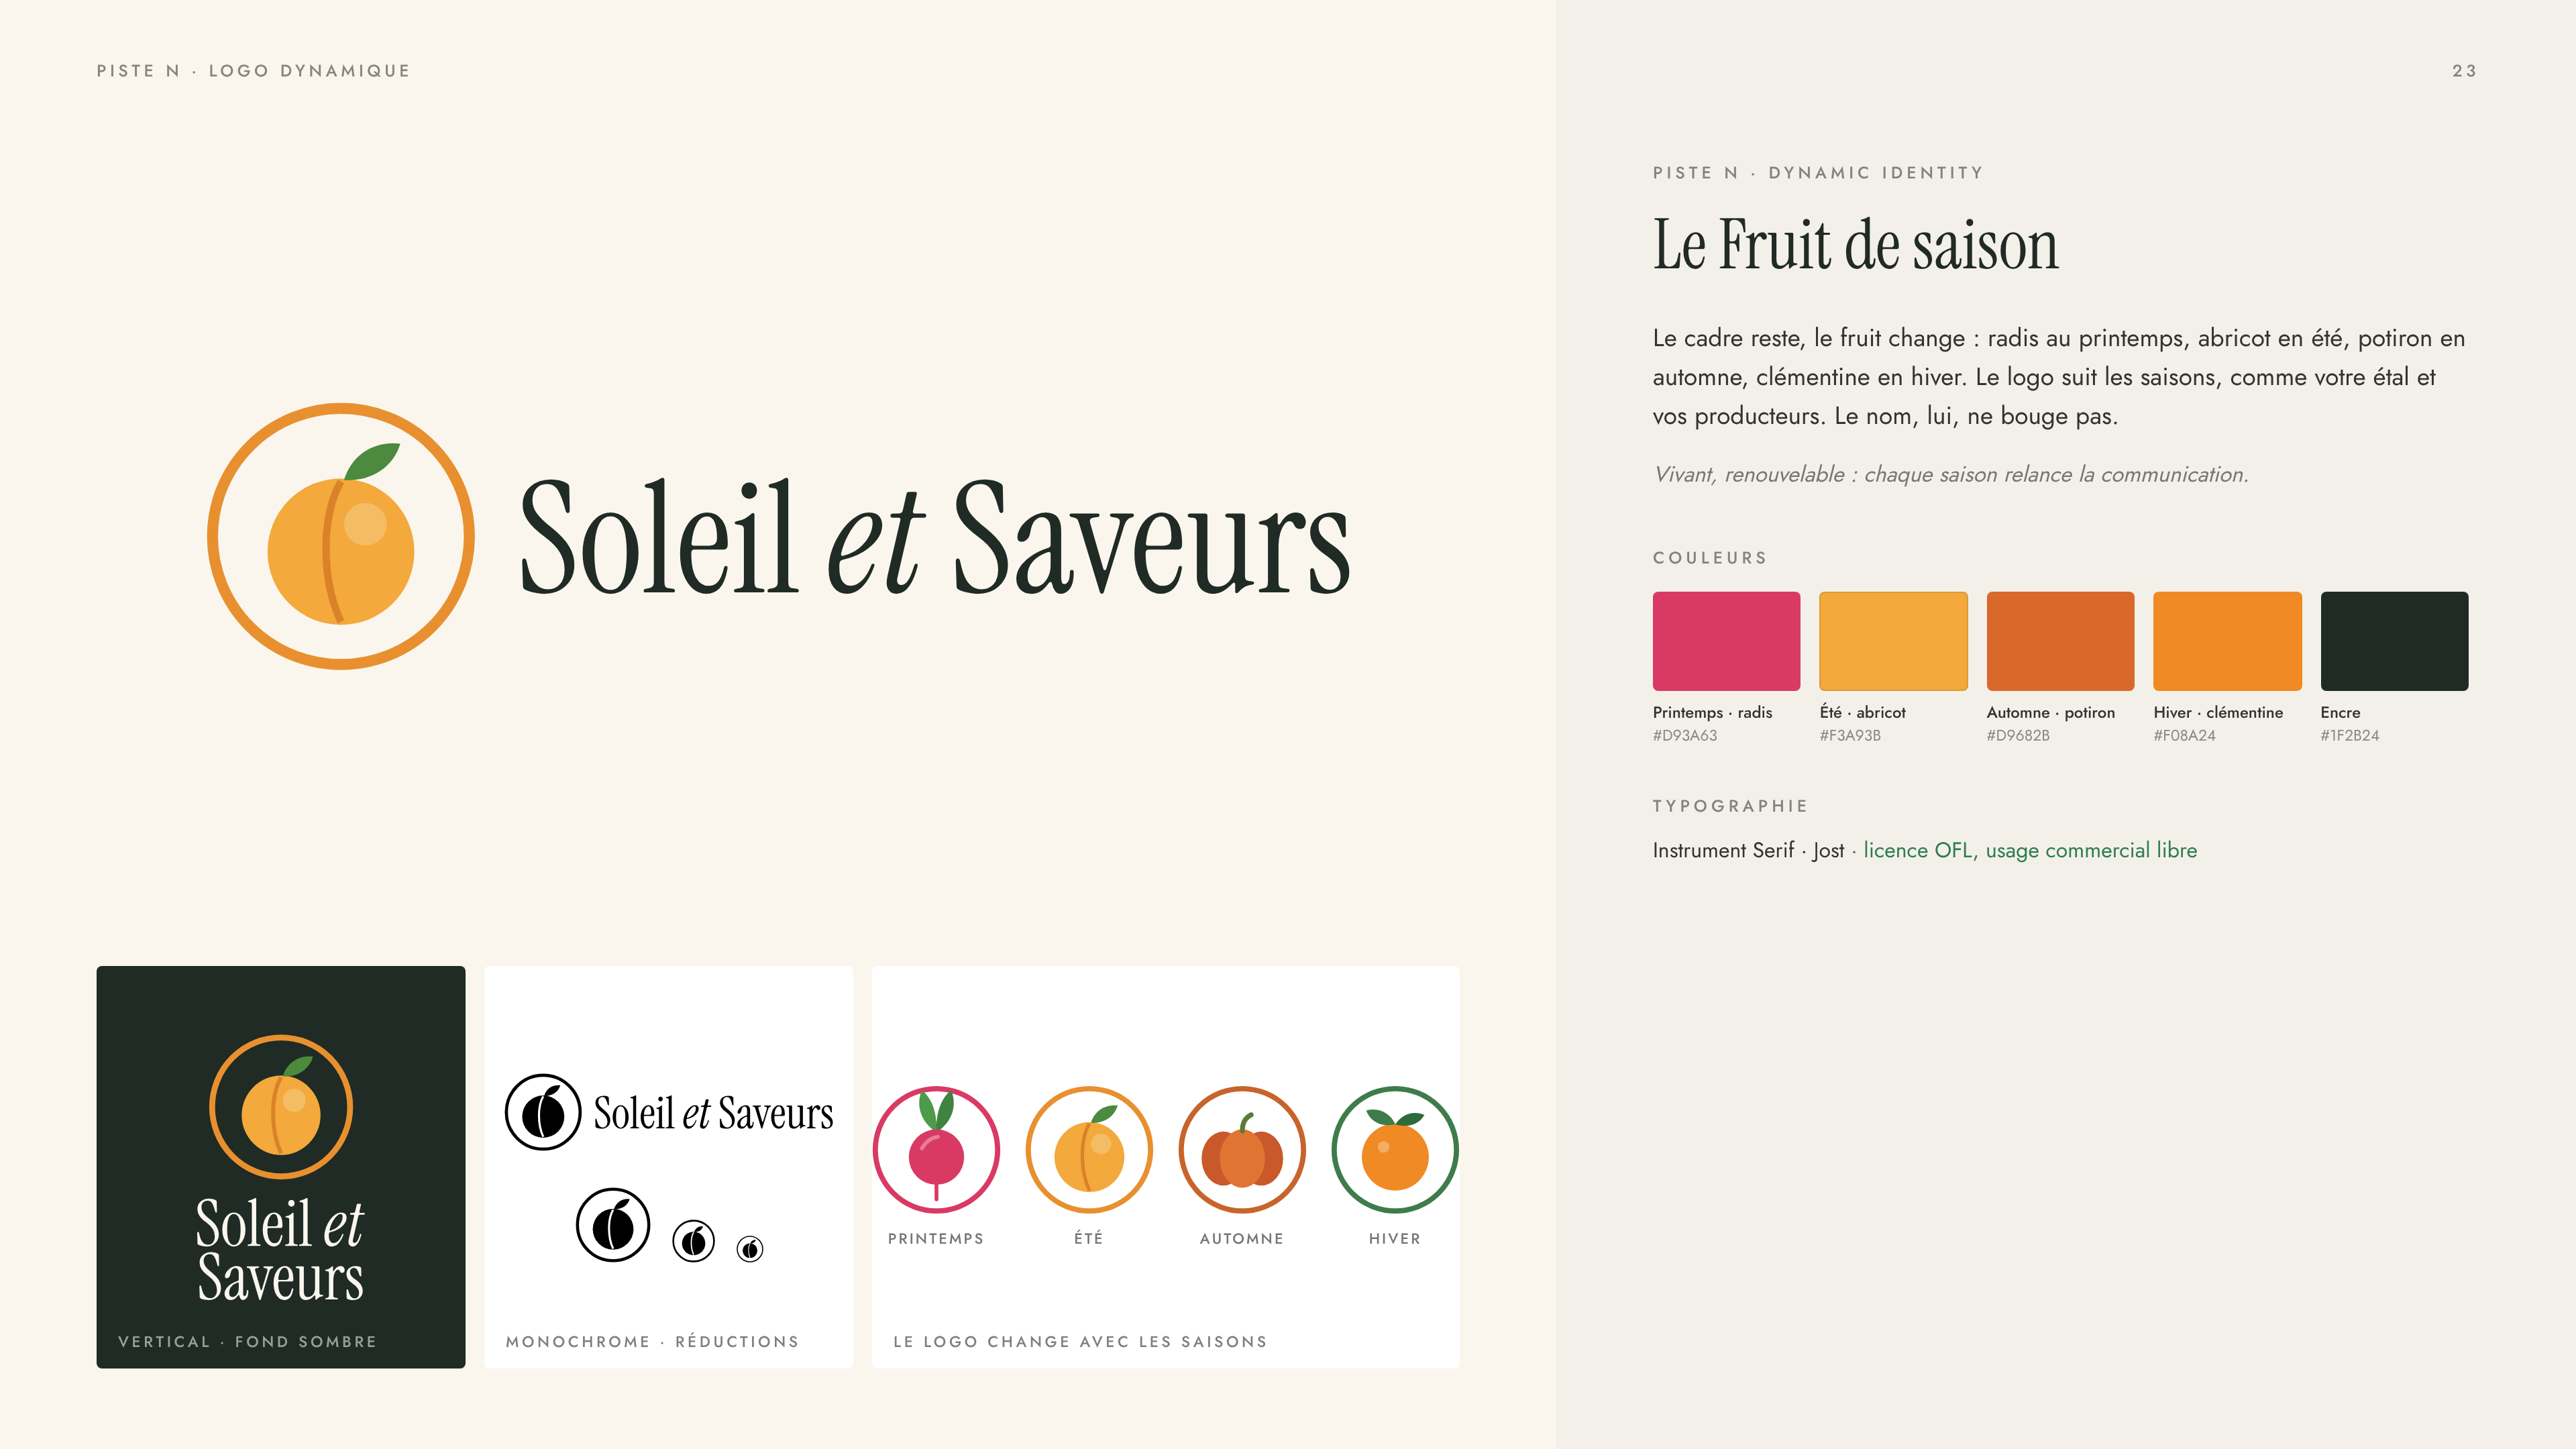 PISTE N · LOGO DYNAMIQUE
23
Soleil et Saveurs
Soleil et
Saveurs
VERTICAL · FOND SOMBRE
Soleil et Saveurs
MONOCHROME · RÉDUCTIONS
PRINTEMPS
ÉTÉ
AUTOMNE
HIVER
LE LOGO CHANGE AVEC LES SAISONS
PISTE N · DYNAMIC IDENTITY
Le Fruit de saison
Le cadre reste, le fruit change : radis au printemps, abricot en été, potiron en
automne, clémentine en hiver. Le logo suit les saisons, comme votre étal et
vos producteurs. Le nom, lui, ne bouge pas.
Vivant, renouvelable : chaque saison relance la communication.
COULEURS
Printemps · radis
#D93A63
Été · abricot
#F3A93B
Automne · potiron
#D9682B
Hiver · clémentine
#F08A24
Encre
#1F2B24
TYPOGRAPHIE
Instrument Serif · Jost · licence OFL, usage commercial libre